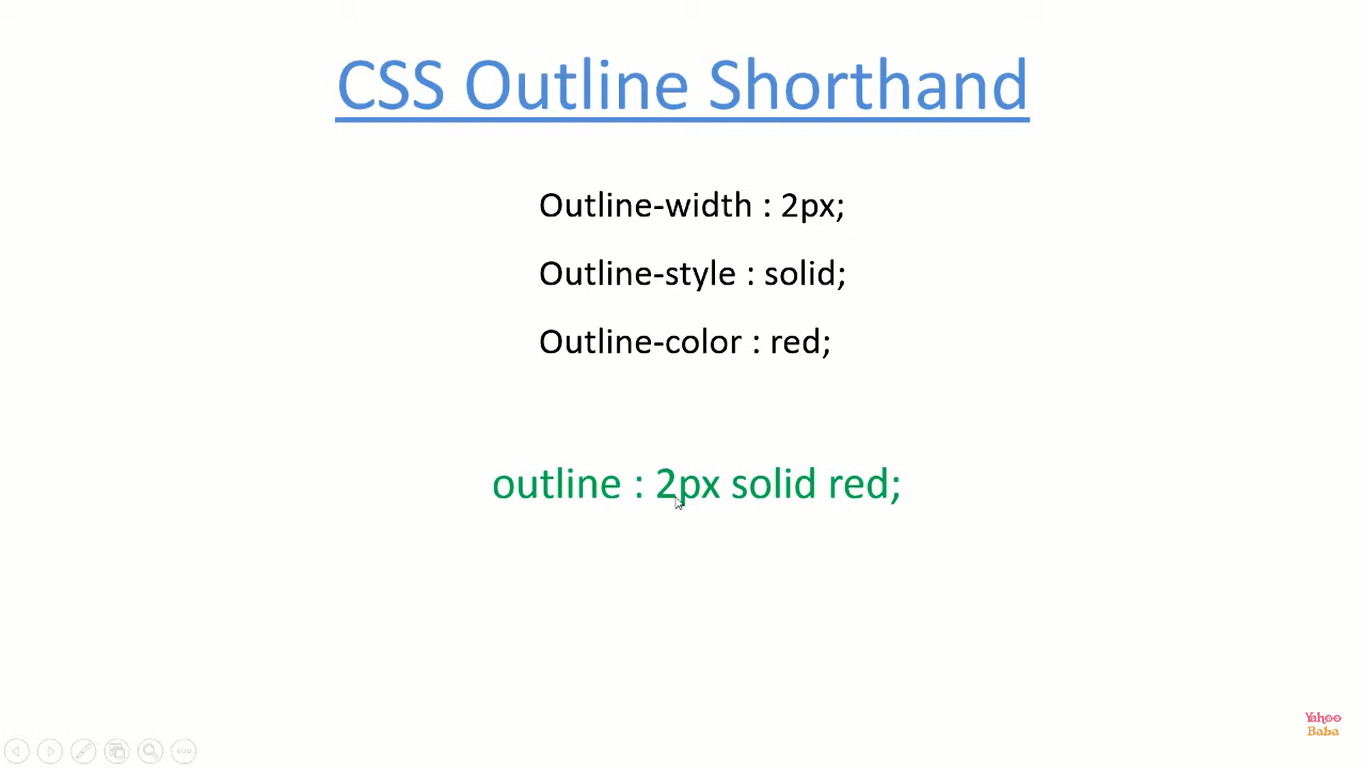 CSS Outline Shorthand
Outline-width : 2px;
Outline-style : solid;
Outline-color : red;
outline : 2px solid red;
Yahoo
Baba